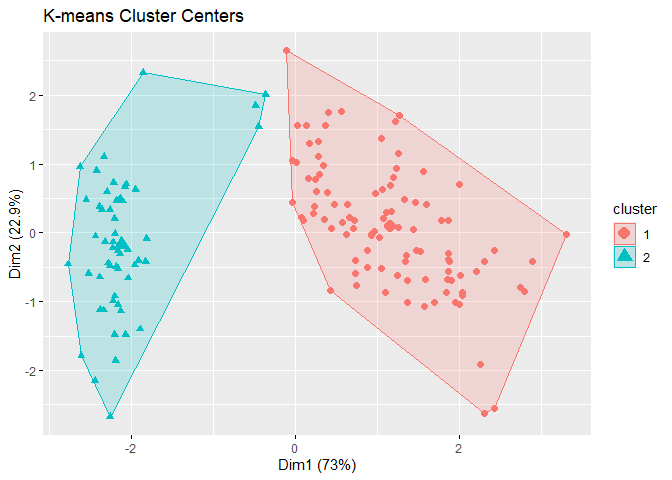 K-means Cluster Centers
Dim2 (22.9%)
2
1
0
-1
-2
-2
0
2
Dim1 (73%)
cluster
1
2